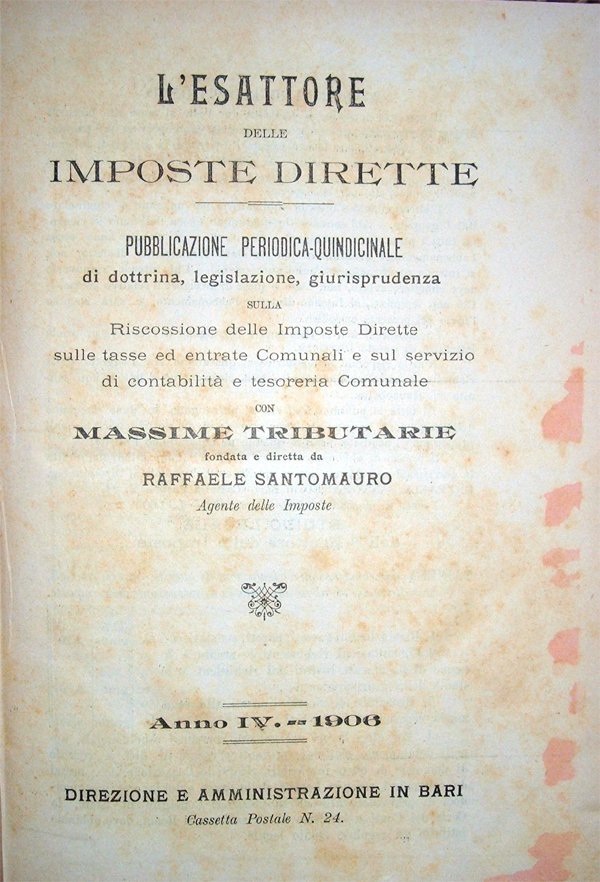 L'ESATTORE
DELLE
IMPOSTE DIRETTE
PUBBLICAZIONE PERIODICA-QUINDICINALE
di dottrina, legislazione, giurisprudenza
SULLA
Riscossione delle Imposte Dirette
sulle tasse ed entrate Comunali e sul servizio
di contabilità e tesoreria Comunale
CON
MASSIME TRIBUTARIE
fondata e diretta da
RAFFAELE SANTOMAURO
Agente delle Imposte
Anno IV. - 1906
DIREZIONE E AMMINISTRAZIONE IN BARI
Cassetta Postale N. 24.